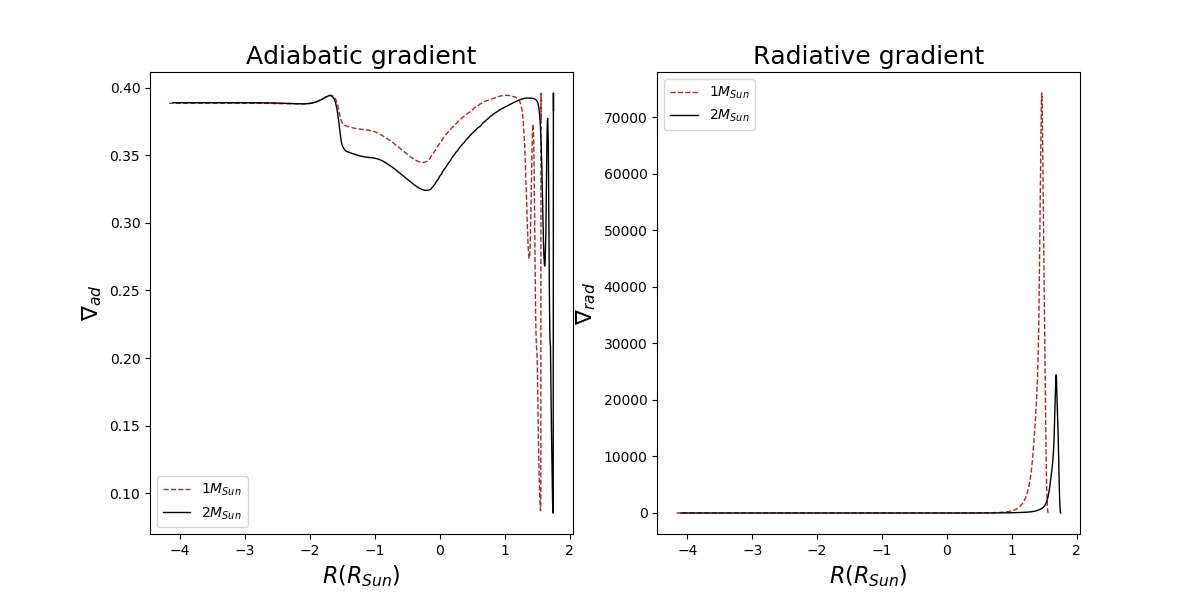 Adiabatic gradient
0.40
0.35
0.30
0.25
0.20
0.15
0.10
∇ad
1MSun
2MSun
−4 −3 −2 −1 0 1 2
R(RSun)
Radiative gradient
1MSun
2MSun
70000
60000
50000
40000
30000
20000
10000
0
∇rad
−4 −3 −2 −1 0 1 2
R(RSun)